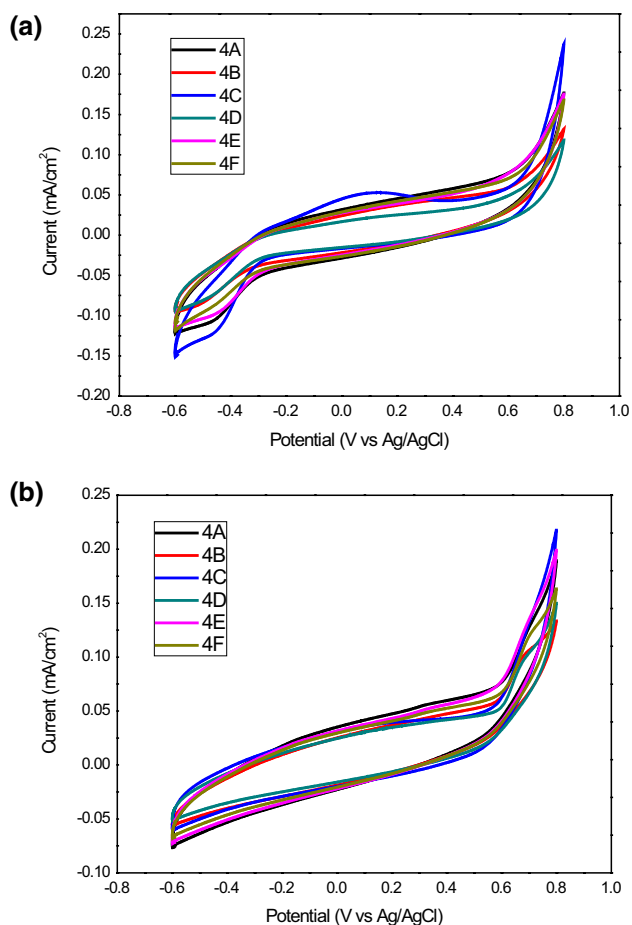 (a)
0.25
0.20
0.15
0.10
0.05
0.00
-0.05
-0.10
-0.15
-0.20
Current (mA/cm²)
4A
4B
4C
4D
4E
4F
-0.8 -0.6 -0.4 -0.2 0.0 0.2 0.4 0.6 0.8 1.0
Potential (V vs Ag/AgCl)
(b)
0.25
0.20
0.15
0.10
0.05
0.00
-0.05
-0.10
Current (mA/cm²)
4A
4B
4C
4D
4E
4F
-0.8 -0.6 -0.4 -0.2 0.0 0.2 0.4 0.6 0.8 1.0
Potential (V vs Ag/AgCl)